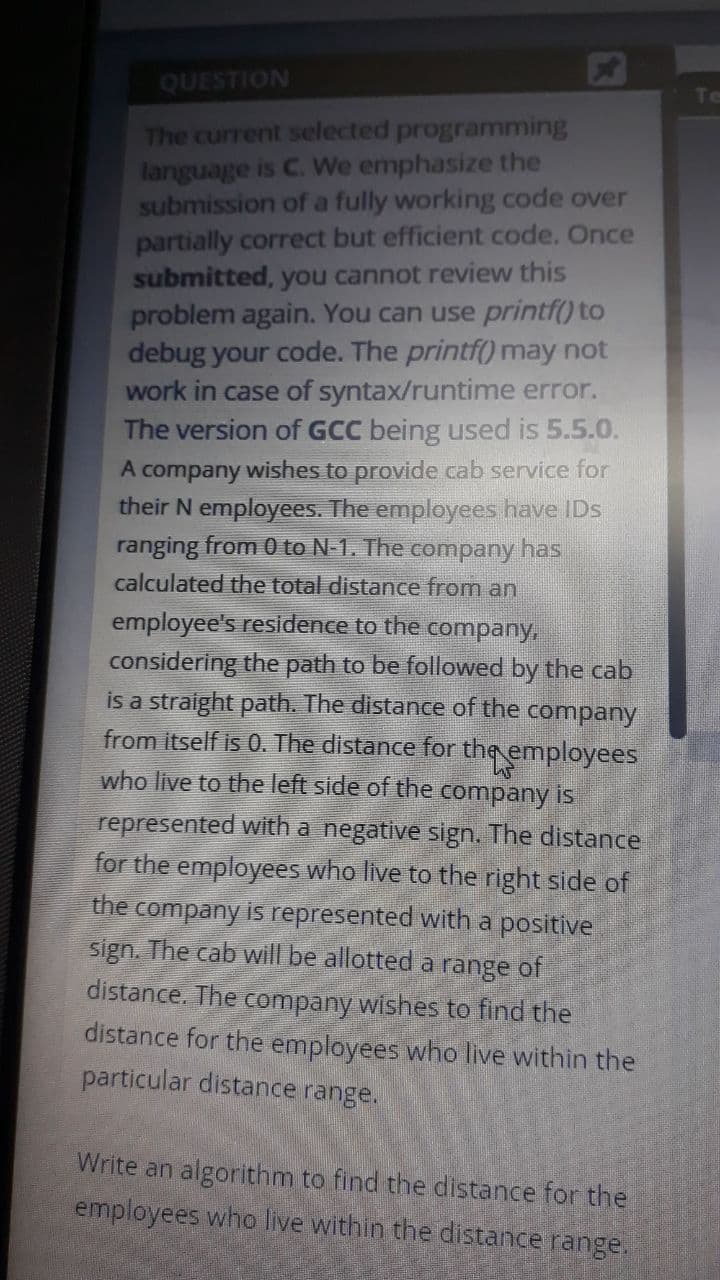 QUESTION
Te
The current selected programming
language is C. We emphasize the
submission of a fully working code over
partially correct but efficient code. Once
submitted, you cannot review this
problem again. You can use printf() to
debug your code. The printf() may not
work in case of syntax/runtime error.
The version of GCC being used is 5.5.0.
A company wishes to provide cab service for
their N employees. The employees have IDs
ranging from 0 to N-1. The company has
calculated the total distance from an
employee's residence to the company,
considering the path to be followed by the cab
is a straight path. The distance of the company
from itself is 0. The distance for the employees
who live to the left side of the company is
represented with a negative sign. The distance
for the employees who live to the right side of
the company is represented with a positive
sign. The cab will be allotted a range of
distance. The company wishes to find the
distance for the employees who live within the
particular distance range.
Write an algorithm to find the distance for the
employees who live within the distance range.